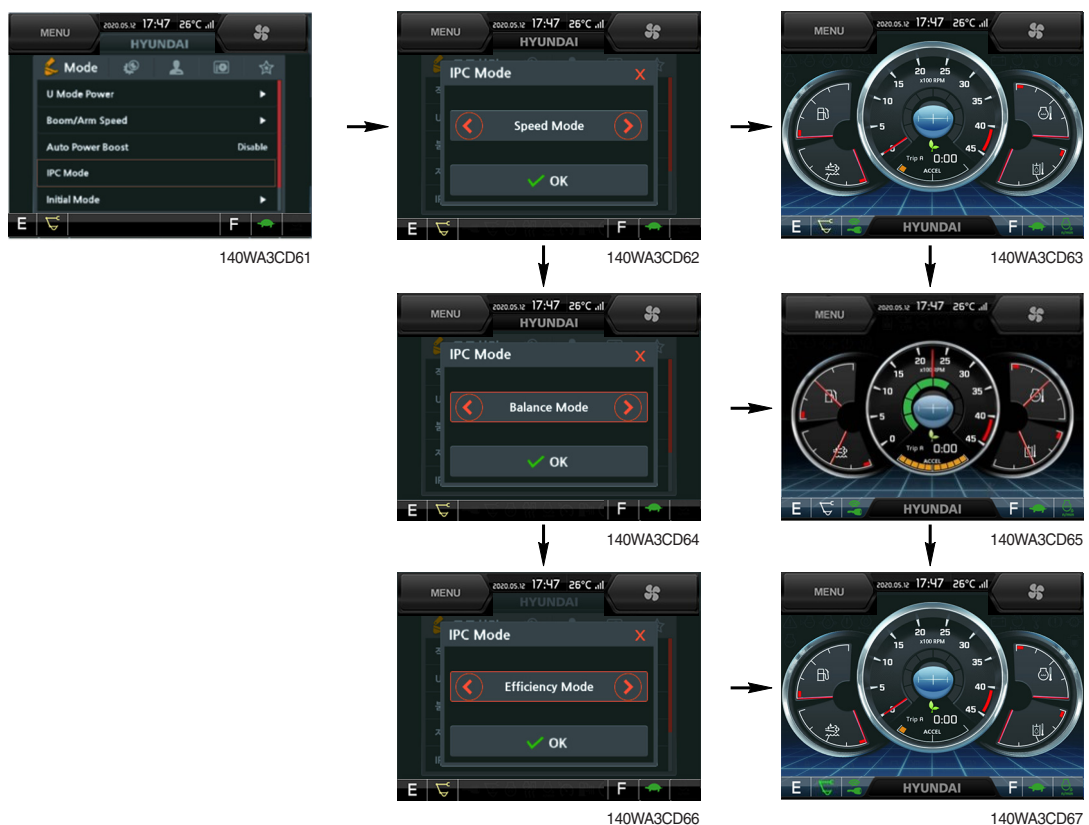 MENU 2020.05.12 17:47 26°C
HYUNDAI
Mode
U Mode Power
Boom/Arm Speed
Auto Power Boost Disable
IPC Mode
Initial Mode
E F
140WA3CD61
MENU 2020.05.12 17:47 26°C
HYUNDAI
IPC Mode X
Speed Mode
OK
E F
140WA3CD62
MENU 2020.05.12 17:47 26°C
20 25
x100 RPM
15 30
10 35
5 40
0 45
Trip A 0:00
ACCEL
E HYUNDAI F
140WA3CD63
MENU 2020.05.12 17:47 26°C
HYUNDAI
IPC Mode X
Balance Mode
OK
E F
140WA3CD64
MENU 2020.05.12 17:47 26°C
20 25
x100 RPM
15 30
10 35
5 40
0 45
Trip A 0:00
ACCEL
E HYUNDAI F
140WA3CD65
MENU 2020.05.12 17:47 26°C
HYUNDAI
IPC Mode X
Efficiency Mode
OK
E F
140WA3CD66
MENU 2020.05.12 17:47 26°C
20 25
x100 RPM
15 30
10 35
5 40
0 45
Trip A 0:00
ACCEL
E HYUNDAI F
140WA3CD67